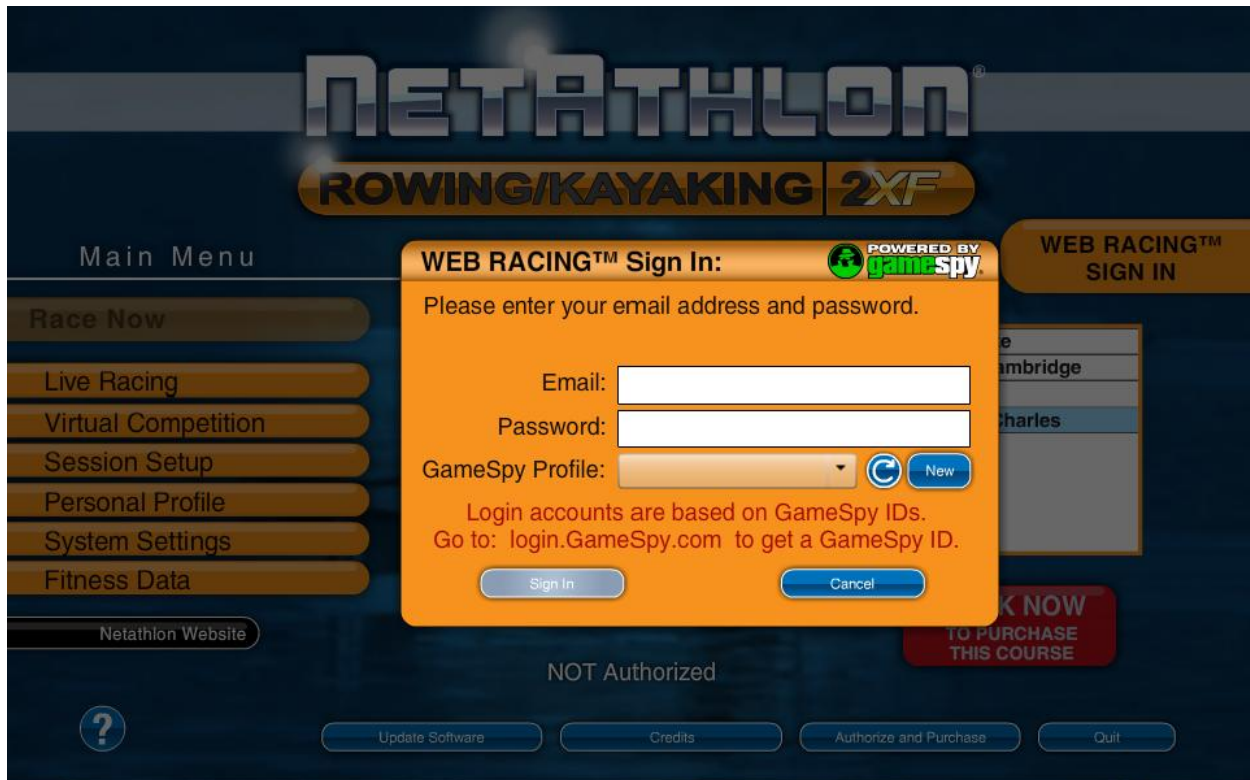 NETATHLON®
ROWING/KAYAKING 2XF
Main Menu
WEB RACING™
SIGN IN
Race Now
Live Racing
Virtual Competition
Session Setup
Personal Profile
System Settings
Fitness Data
Netathlon Website
WEB RACING™ Sign In:
POWERED BY
gamespy.
Please enter your email address and password.
Email:
Password:
GameSpy Profile:
New
Login accounts are based on GameSpy IDs.
Go to: login.GameSpy.com to get a GameSpy ID.
Sign In
Cancel
e
ambridge
Charles
K NOW
TO PURCHASE
THIS COURSE
NOT Authorized
?
Update Software
Credits
Authorize and Purchase
Quit